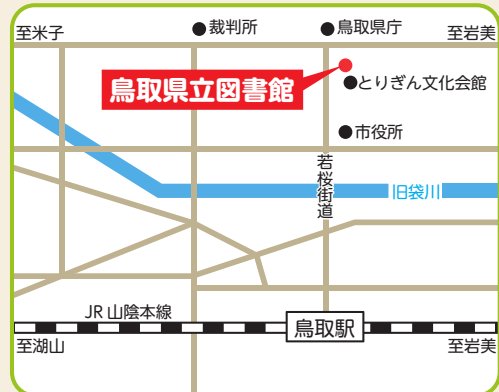 裁判所
鳥取県庁
至米子
至岩美
鳥取県立図書館
とりぎん文化会館
市役所
若桜街道
旧袋川
JR 山陰本線
鳥取駅
至湖山
至岩美